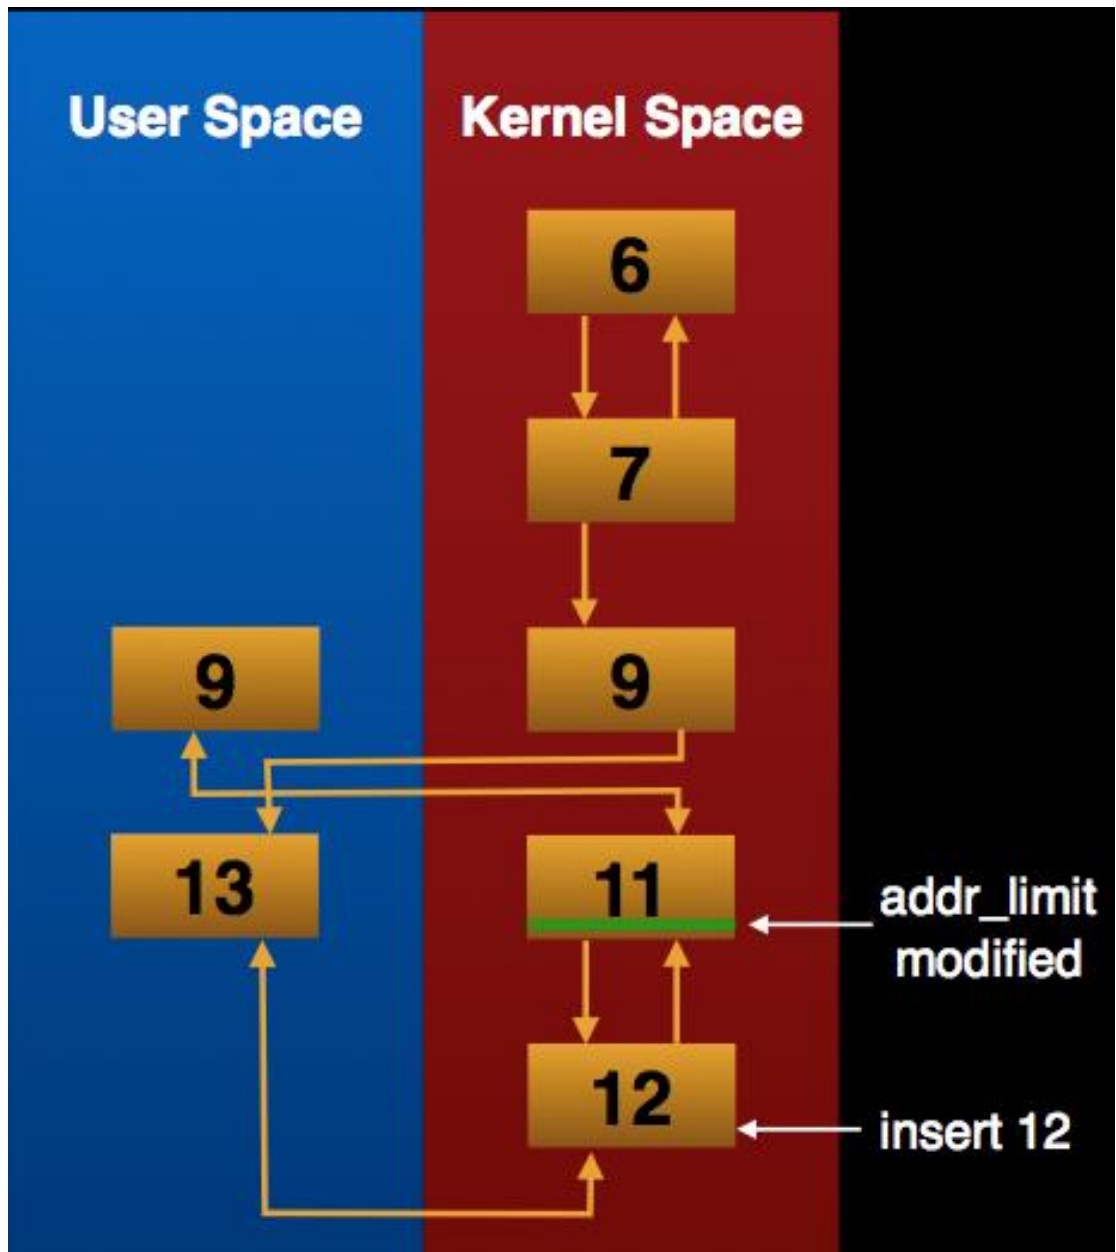 User Space
Kernel Space
6
7
9
9
13
11
addr_limit
modified
12
insert 12